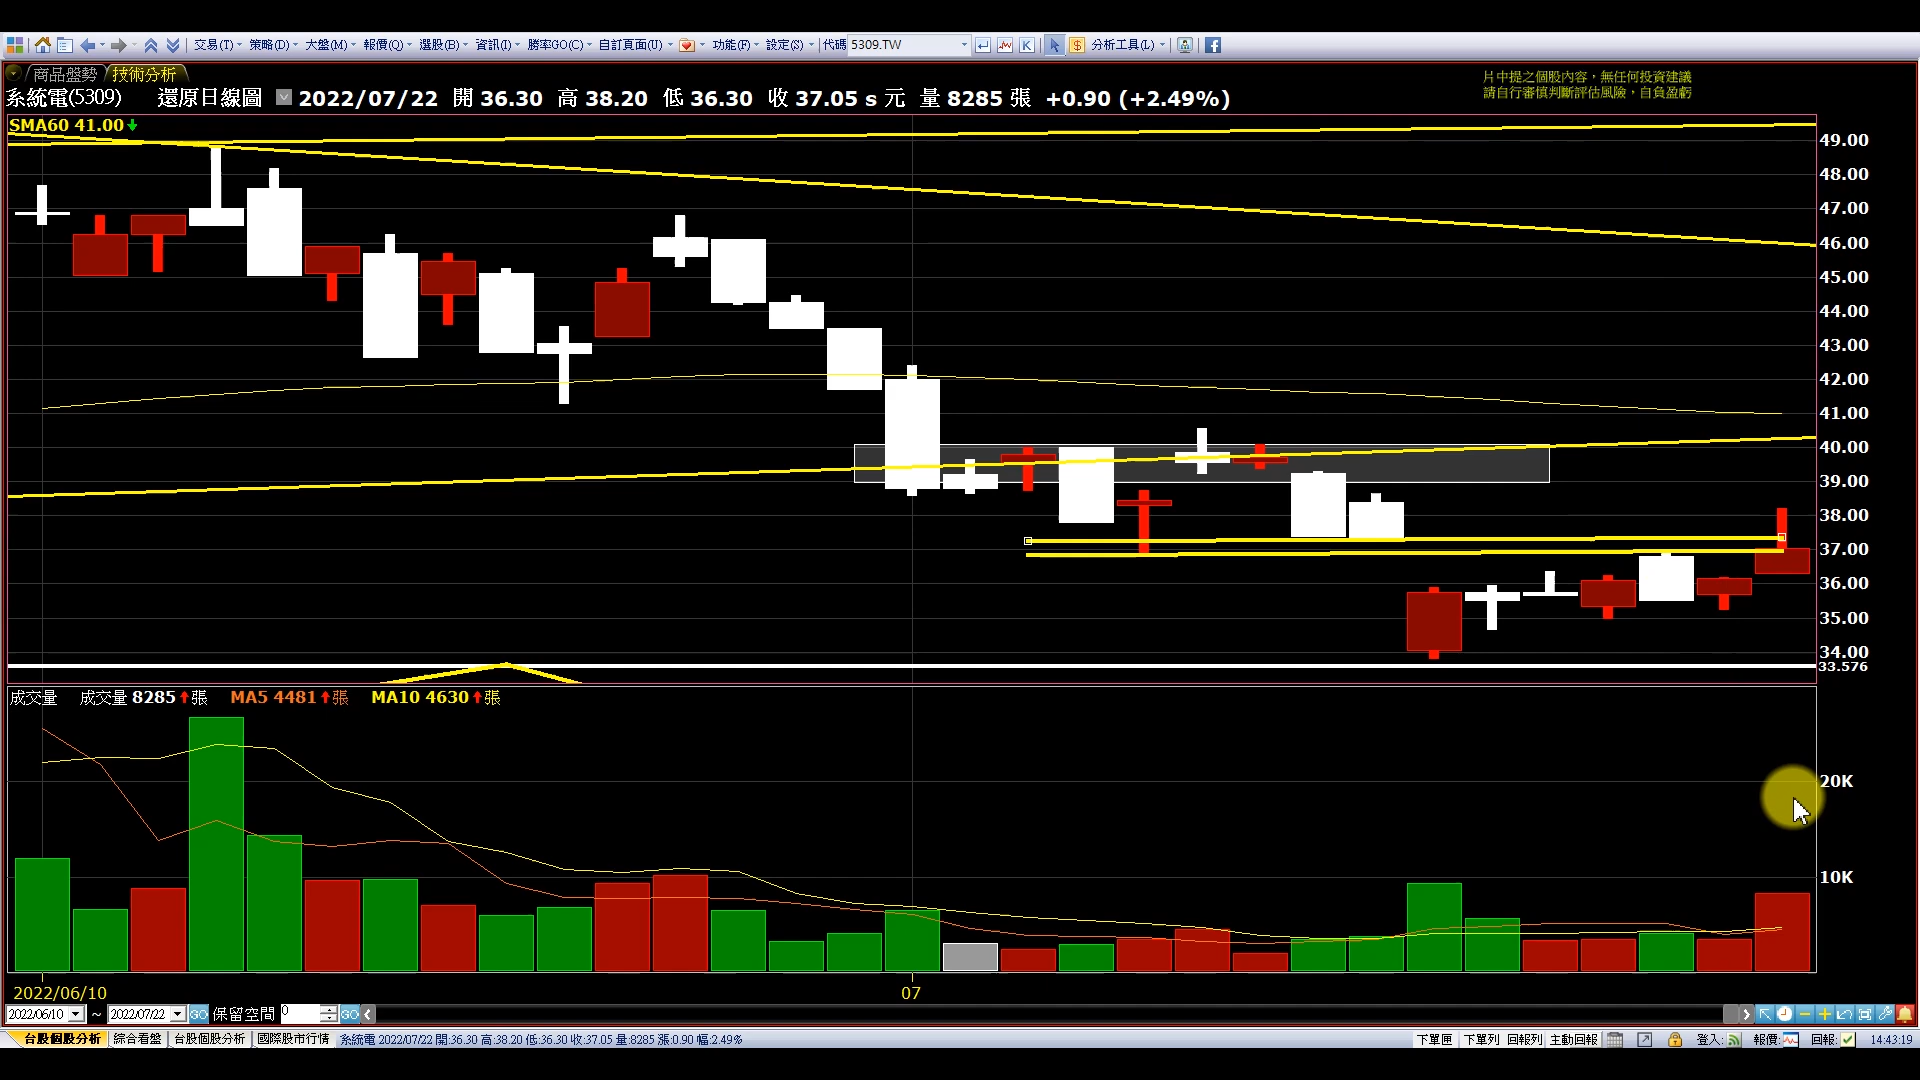 交易(T) 策略(D) 大盤(M) 報價(Q) 選股(B) 資訊(I) 勝率GO(C) 自訂頁面(U) 功能(F) 設定(S) 代碼 5309.TW K $ 分析工具(L)
商品盤勢 技術分析
片中提之個股內容，無任何投資建議
請自行審慎判斷評估風險，自負盈虧
系統電(5309) 還原日線圖 2022/07/22 開 36.30 高 38.20 低 36.30 收 37.05 s 元 量 8285 張 +0.90 (+2.49%)
SMA60 41.00
49.00
48.00
47.00
46.00
45.00
44.00
43.00
42.00
41.00
40.00
39.00
38.00
37.00
36.00
35.00
34.00
33.576
成交量 成交量 8285 張 MA5 4481 張 MA10 4630 張
20K
10K
2022/06/10 07
2022/06/10 ~ 2022/07/22 GO 保留空間 0 GO
台股個股分析 綜合看盤 台股個股分析 國際股市行情 系統電 2022/07/22 開:36.30 高:38.20 低:36.30 收:37.05 量:8285 漲:0.90 幅:2.49% 下單匣 下單列 回報列 主動回報 登入: 報價: 回報: 14:43:19